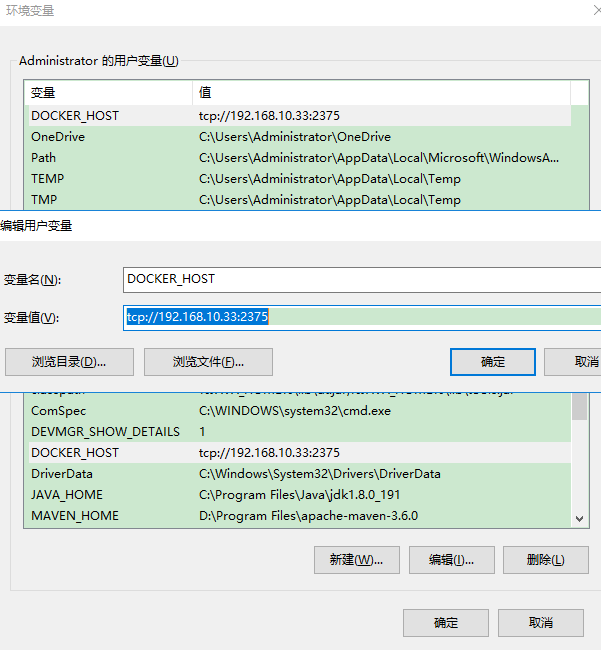 环境变量
Administrator 的用户变量(U)
变量 值
DOCKER_HOST tcp://192.168.10.33:2375
OneDrive C:\Users\Administrator\OneDrive
Path C:\Users\Administrator\AppData\Local\Microsoft\WindowsA...
TEMP C:\Users\Administrator\AppData\Local\Temp
TMP C:\Users\Administrator\AppData\Local\Temp
编辑用户变量
变量名(N): DOCKER_HOST
变量值(V): tcp://192.168.10.33:2375
浏览目录(D)... 浏览文件(F)... 确定 取消
ComSpec C:\WINDOWS\system32\cmd.exe
DEVMGR_SHOW_DETAILS 1
DOCKER_HOST tcp://192.168.10.33:2375
DriverData C:\Windows\System32\Drivers\DriverData
JAVA_HOME C:\Program Files\Java\jdk1.8.0_191
MAVEN_HOME D:\Program Files\apache-maven-3.6.0
新建(W)... 编辑(I)... 删除(L)
确定 取消